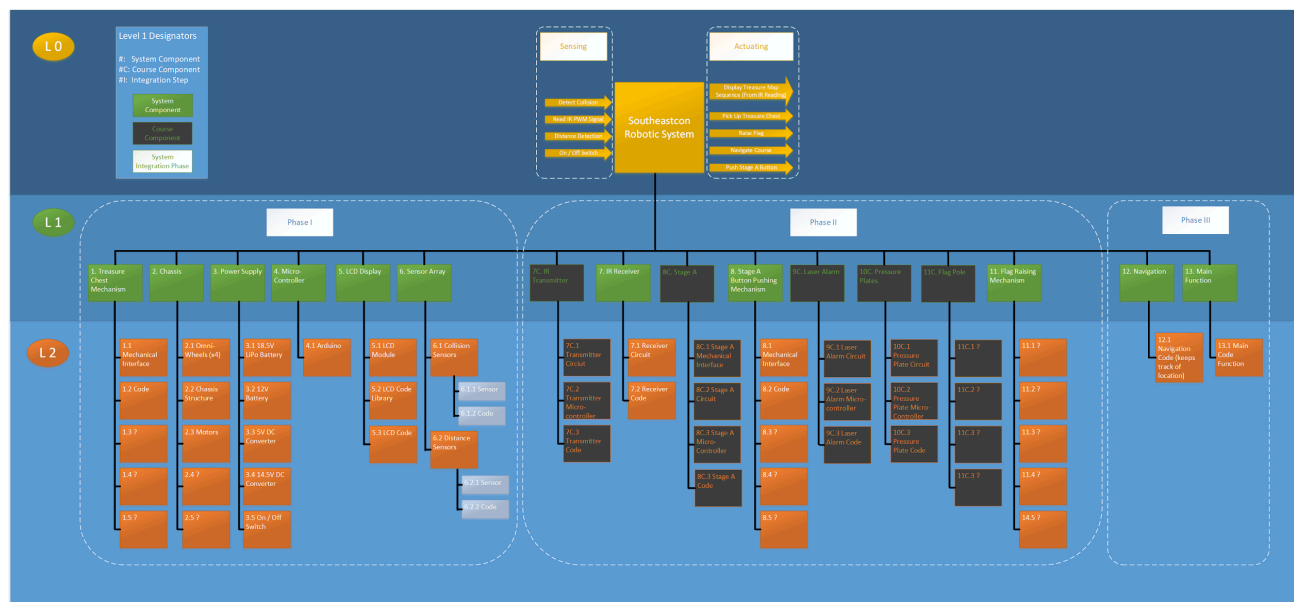 L 0
Level 1 Designators
#: System Component
#C: Course Component
#I: Integration Step
System
Component
Course
Component
System
Integration Phase
Sensing
Detect Collision
Read IR PWM Signal
Distance Detection
On / Off Switch
Southeastcon
Robotic System
Actuating
Display Treasure Map
Sequence (From IR Reading)
Pick Up Treasure Chest
Raise Flag
Navigate Course
Push Stage A Button
L 1
Phase I
Phase II
Phase III
1. Treasure
Chest
Mechanism
2. Chassis
3. Power Supply
4. Micro-
Controller
5. LCD Display
6. Sensor Array
7C. IR
Transmitter
7. IR Receiver
8C. Stage A
8. Stage A
Button Pushing
Mechanism
9C. Laser Alarm
10C. Pressure
Plates
11C. Flag Pole
11. Flag Raising
Mechanism
12. Navigation
13. Main
Function
L 2
1.1
Mechanical
Interface
1.2 Code
1.3 ?
1.4 ?
1.5 ?
2.1 Omni-
Wheels (x4)
2.2 Chassis
Structure
2.3 Motors
2.4 ?
2.5 ?
3.1 18.5V
LiPo Battery
3.2 12V
Battery
3.3 5V DC
Converter
3.4 14.5V DC
Converter
3.5 On / Off
Switch
4.1 Arduino
5.1 LCD
Module
5.2 LCD Code
Library
5.3 LCD Code
6.1 Collision
Sensors
6.1.1 Sensor
6.1.2 Code
6.2 Distance
Sensors
6.2.1 Sensor
6.2.2 Code
7C.1
Transmitter
Circiut
7C.2
Transmitter
Micro-
controller
7C.3
Transmitter
Code
7.1 Receiver
Circuit
7.2 Receiver
Code
8C.1 Stage A
Mechanical
Interface
8C.2 Stage A
Circuit
8C.3 Stage A
Micro-
Controller
8C.3 Stage A
Code
8.1
Mechanical
Interface
8.2 Code
8.3 ?
8.4 ?
8.5 ?
9C.1 Laser
Alarm Circuit
9C.2 Laser
Alarm Micro-
controller
9C.3 Laser
Alarm Code
10C.1
Pressure
Plate Circuit
10C.2
Pressure
Plate Micro-
Controller
10C.3
Pressure
Plate Code
11C.1 ?
11C.2 ?
11C.3 ?
11C.3 ?
11.1 ?
11.2 ?
11.3 ?
11.4 ?
14.5 ?
12.1
Navigation
Code (keeps
track of
location)
13.1 Main
Code
Function